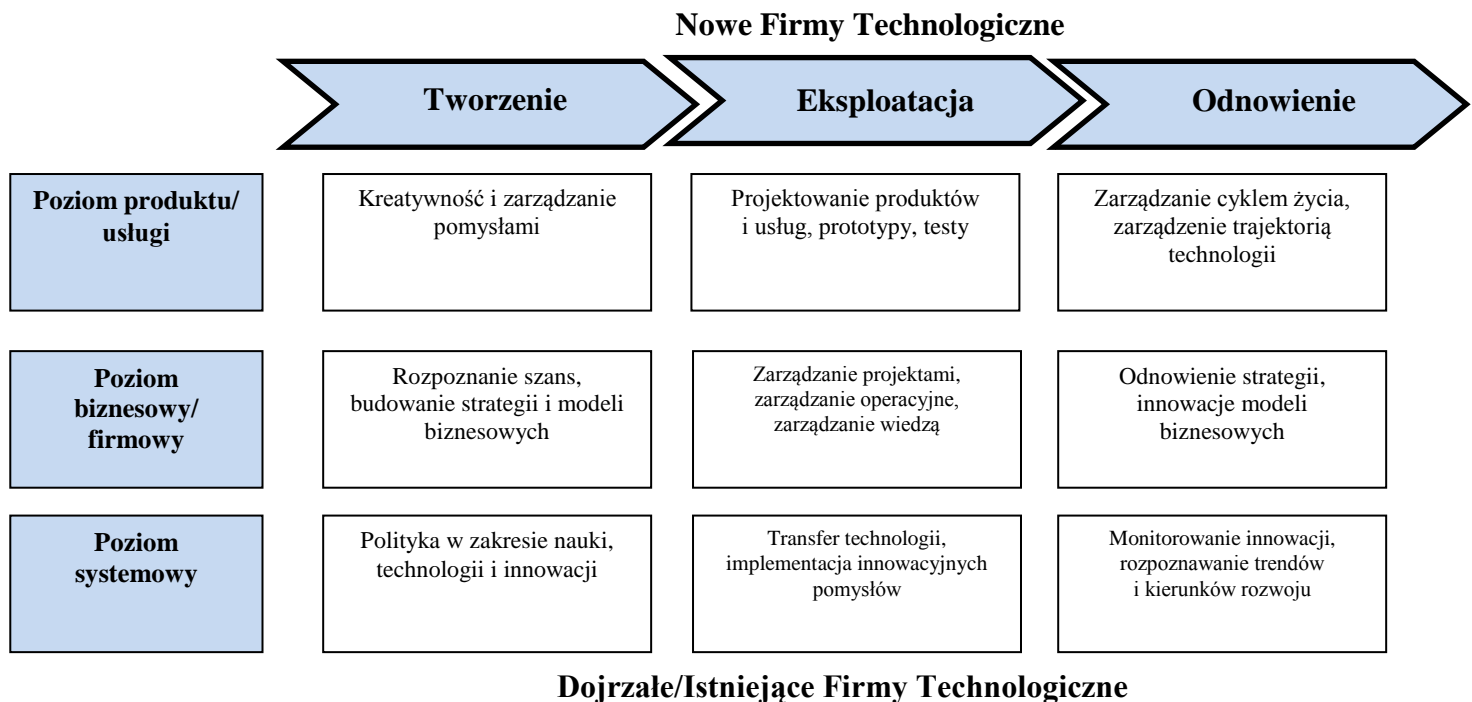 Nowe Firmy Technologiczne
Tworzenie
Eksploatacja
Odnowienie
Poziom produktu/
usługi
Kreatywność i zarządzanie
pomysłami
Projektowanie produktów
i usług, prototypy, testy
Zarządzanie cyklem życia,
zarządzenie trajektorią
technologii
Poziom
biznesowy/
firmowy
Rozpoznanie szans,
budowanie strategii i modeli
biznesowych
Zarządzanie projektami,
zarządzanie operacyjne,
zarządzanie wiedzą
Odnowienie strategii,
innowacje modeli
biznesowych
Poziom
systemowy
Polityka w zakresie nauki,
technologii i innowacji
Transfer technologii,
implementacja innowacyjnych
pomysłów
Monitorowanie innowacji,
rozpoznawanie trendów
i kierunków rozwoju
Dojrzałe/Istniejące Firmy Technologiczne